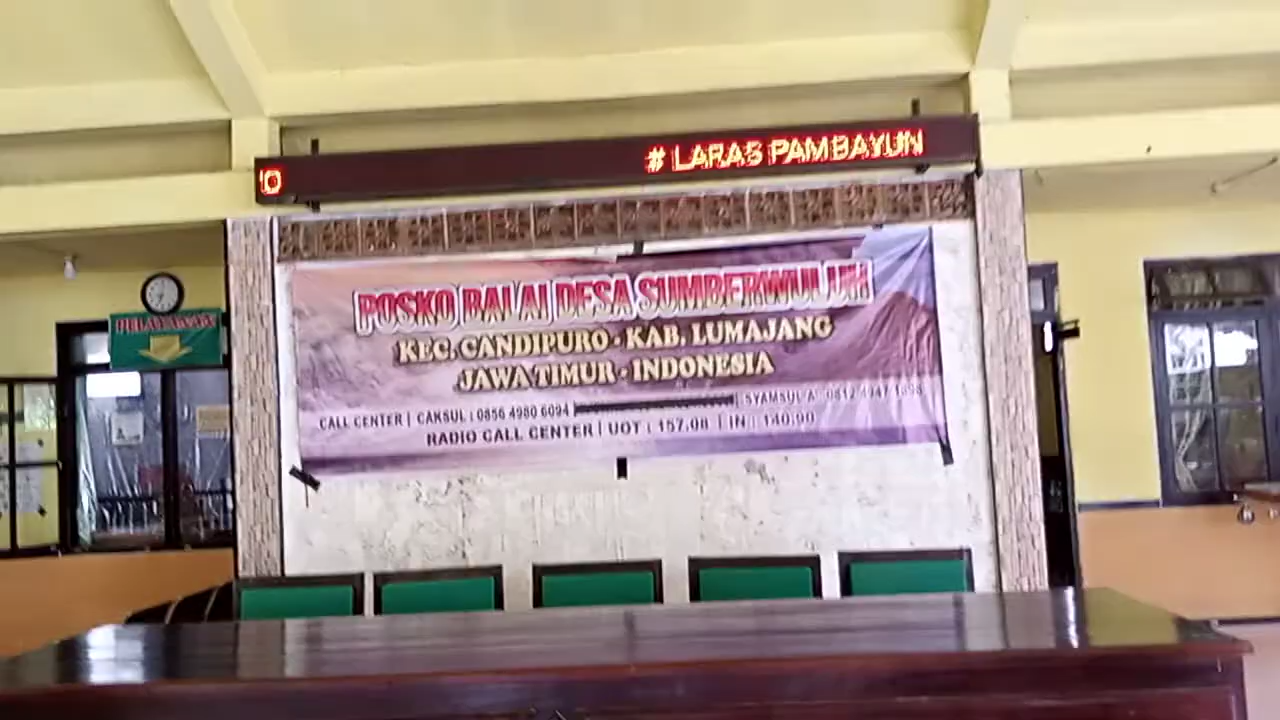 # LARAS PAMBAYUN
PELAYANAN
POSKO BALAI DESA SUMBERWULUH
KEC. CANDIPURO - KAB. LUMAJANG
JAWA TIMUR - INDONESIA
CALL CENTER | CAKSUL : 0856 4980 6094 | SYAMSUL A : 0812 4947 1698
RADIO CALL CENTER | UOT : 157.08 | IN : 140.90